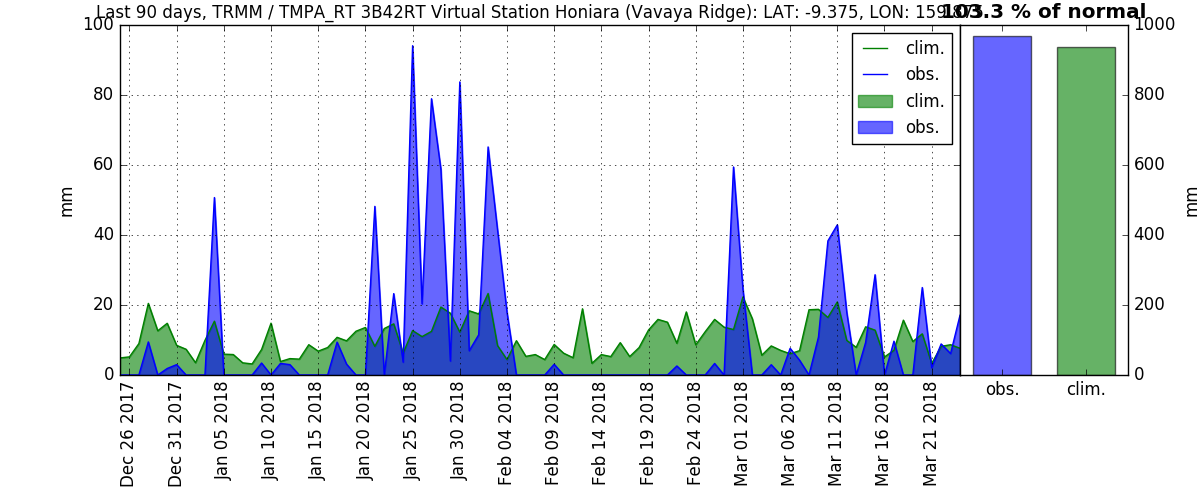 Last 90 days, TRMM / TMPA_RT 3B42RT Virtual Station Honiara (Vavaya Ridge): LAT: -9.375, LON: 159.875
103.3 % of normal
100
80
60
40
20
0
mm
clim.
obs.
clim.
obs.
Dec 26 2017
Dec 31 2017
Jan 05 2018
Jan 10 2018
Jan 15 2018
Jan 20 2018
Jan 25 2018
Jan 30 2018
Feb 04 2018
Feb 09 2018
Feb 14 2018
Feb 19 2018
Feb 24 2018
Mar 01 2018
Mar 06 2018
Mar 11 2018
Mar 16 2018
Mar 21 2018
1000
800
600
400
200
0
mm
obs.
clim.